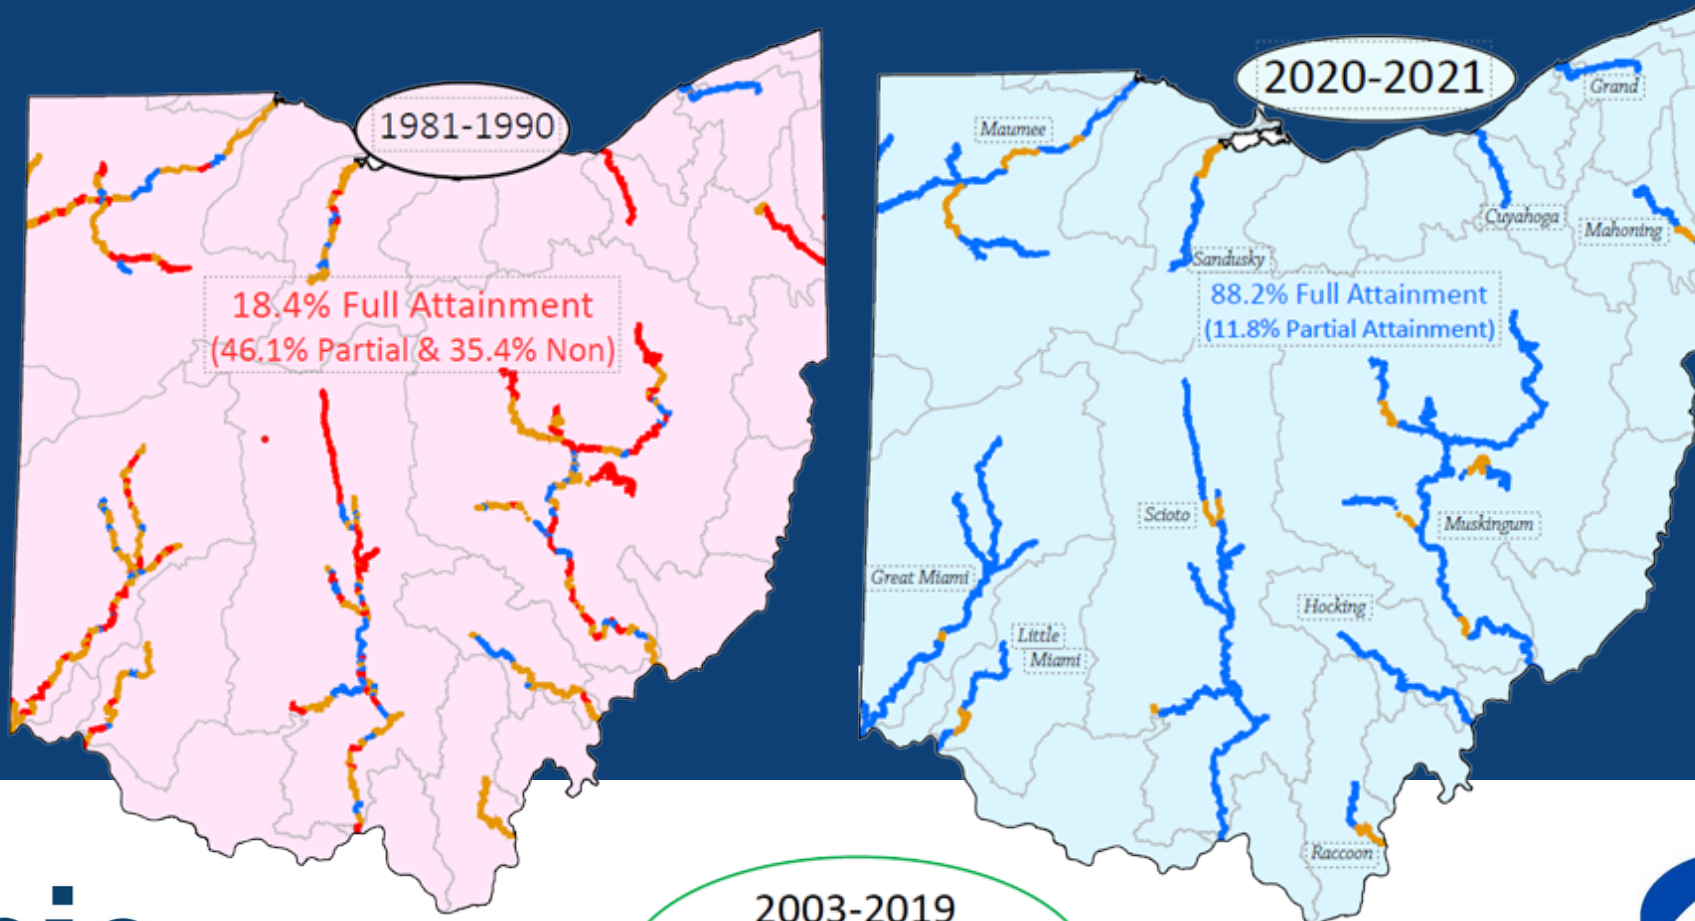 1981-1990
18.4% Full Attainment
(46.1% Partial & 35.4% Non)
2020-2021
Grand
Maumee
Cuyahoga
Mahoning
Sandusky
88.2% Full Attainment
(11.8% Partial Attainment)
Scioto
Muskingum
Great Miami
Hocking
Little
Miami
Raccoon
2003-2019